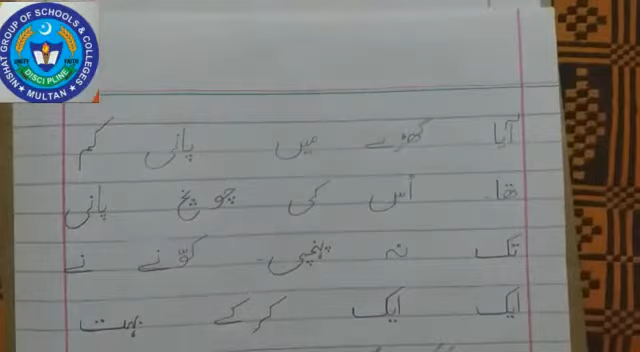 NISHAT GROUP OF SCHOOLS & COLLEGES
UNITY FAITH
DISCIPLINE
★ MULTAN ★
آیا گھڑے میں پانی کم
تھا۔ اُس کی چونچ پانی
تک نہ پہنچی۔ کوّے نے
ایک ایک کر کے بہت